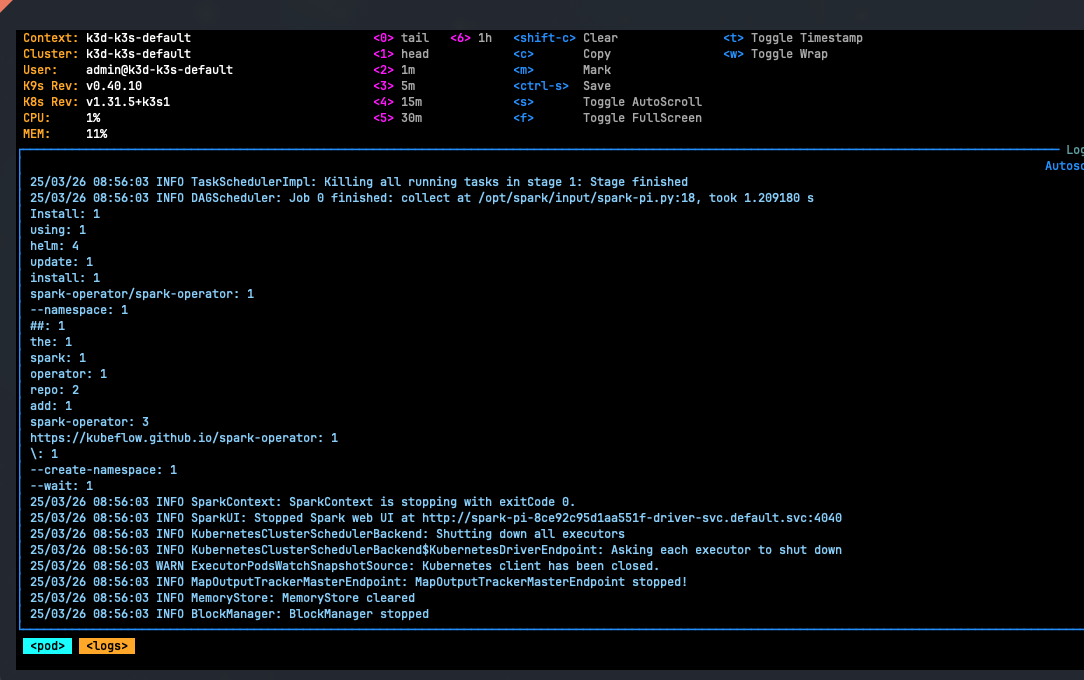 Context: k3d-k3s-default <0> tail <6> 1h <shift-c> Clear <t> Toggle Timestamp
Cluster: k3d-k3s-default <1> head <c> Copy <w> Toggle Wrap
User: admin@k3d-k3s-default <2> 1m <m> Mark
K9s Rev: v0.40.10 <3> 5m <ctrl-s> Save
K8s Rev: v1.31.5+k3s1 <4> 15m <s> Toggle AutoScroll
CPU: 1% <5> 30m <f> Toggle FullScreen
MEM: 11%
Log
Autosc
25/03/26 08:56:03 INFO TaskSchedulerImpl: Killing all running tasks in stage 1: Stage finished
25/03/26 08:56:03 INFO DAGScheduler: Job 0 finished: collect at /opt/spark/input/spark-pi.py:18, took 1.209180 s
Install: 1
using: 1
helm: 4
update: 1
install: 1
spark-operator/spark-operator: 1
--namespace: 1
##: 1
the: 1
spark: 1
operator: 1
repo: 2
add: 1
spark-operator: 3
https://kubeflow.github.io/spark-operator: 1
\: 1
--create-namespace: 1
--wait: 1
25/03/26 08:56:03 INFO SparkContext: SparkContext is stopping with exitCode 0.
25/03/26 08:56:03 INFO SparkUI: Stopped Spark web UI at http://spark-pi-8ce92c95d1aa551f-driver-svc.default.svc:4040
25/03/26 08:56:03 INFO KubernetesClusterSchedulerBackend: Shutting down all executors
25/03/26 08:56:03 INFO KubernetesClusterSchedulerBackend$KubernetesDriverEndpoint: Asking each executor to shut down
25/03/26 08:56:03 WARN ExecutorPodsWatchSnapshotSource: Kubernetes client has been closed.
25/03/26 08:56:03 INFO MapOutputTrackerMasterEndpoint: MapOutputTrackerMasterEndpoint stopped!
25/03/26 08:56:03 INFO MemoryStore: MemoryStore cleared
25/03/26 08:56:03 INFO BlockManager: BlockManager stopped
<pod> <logs>